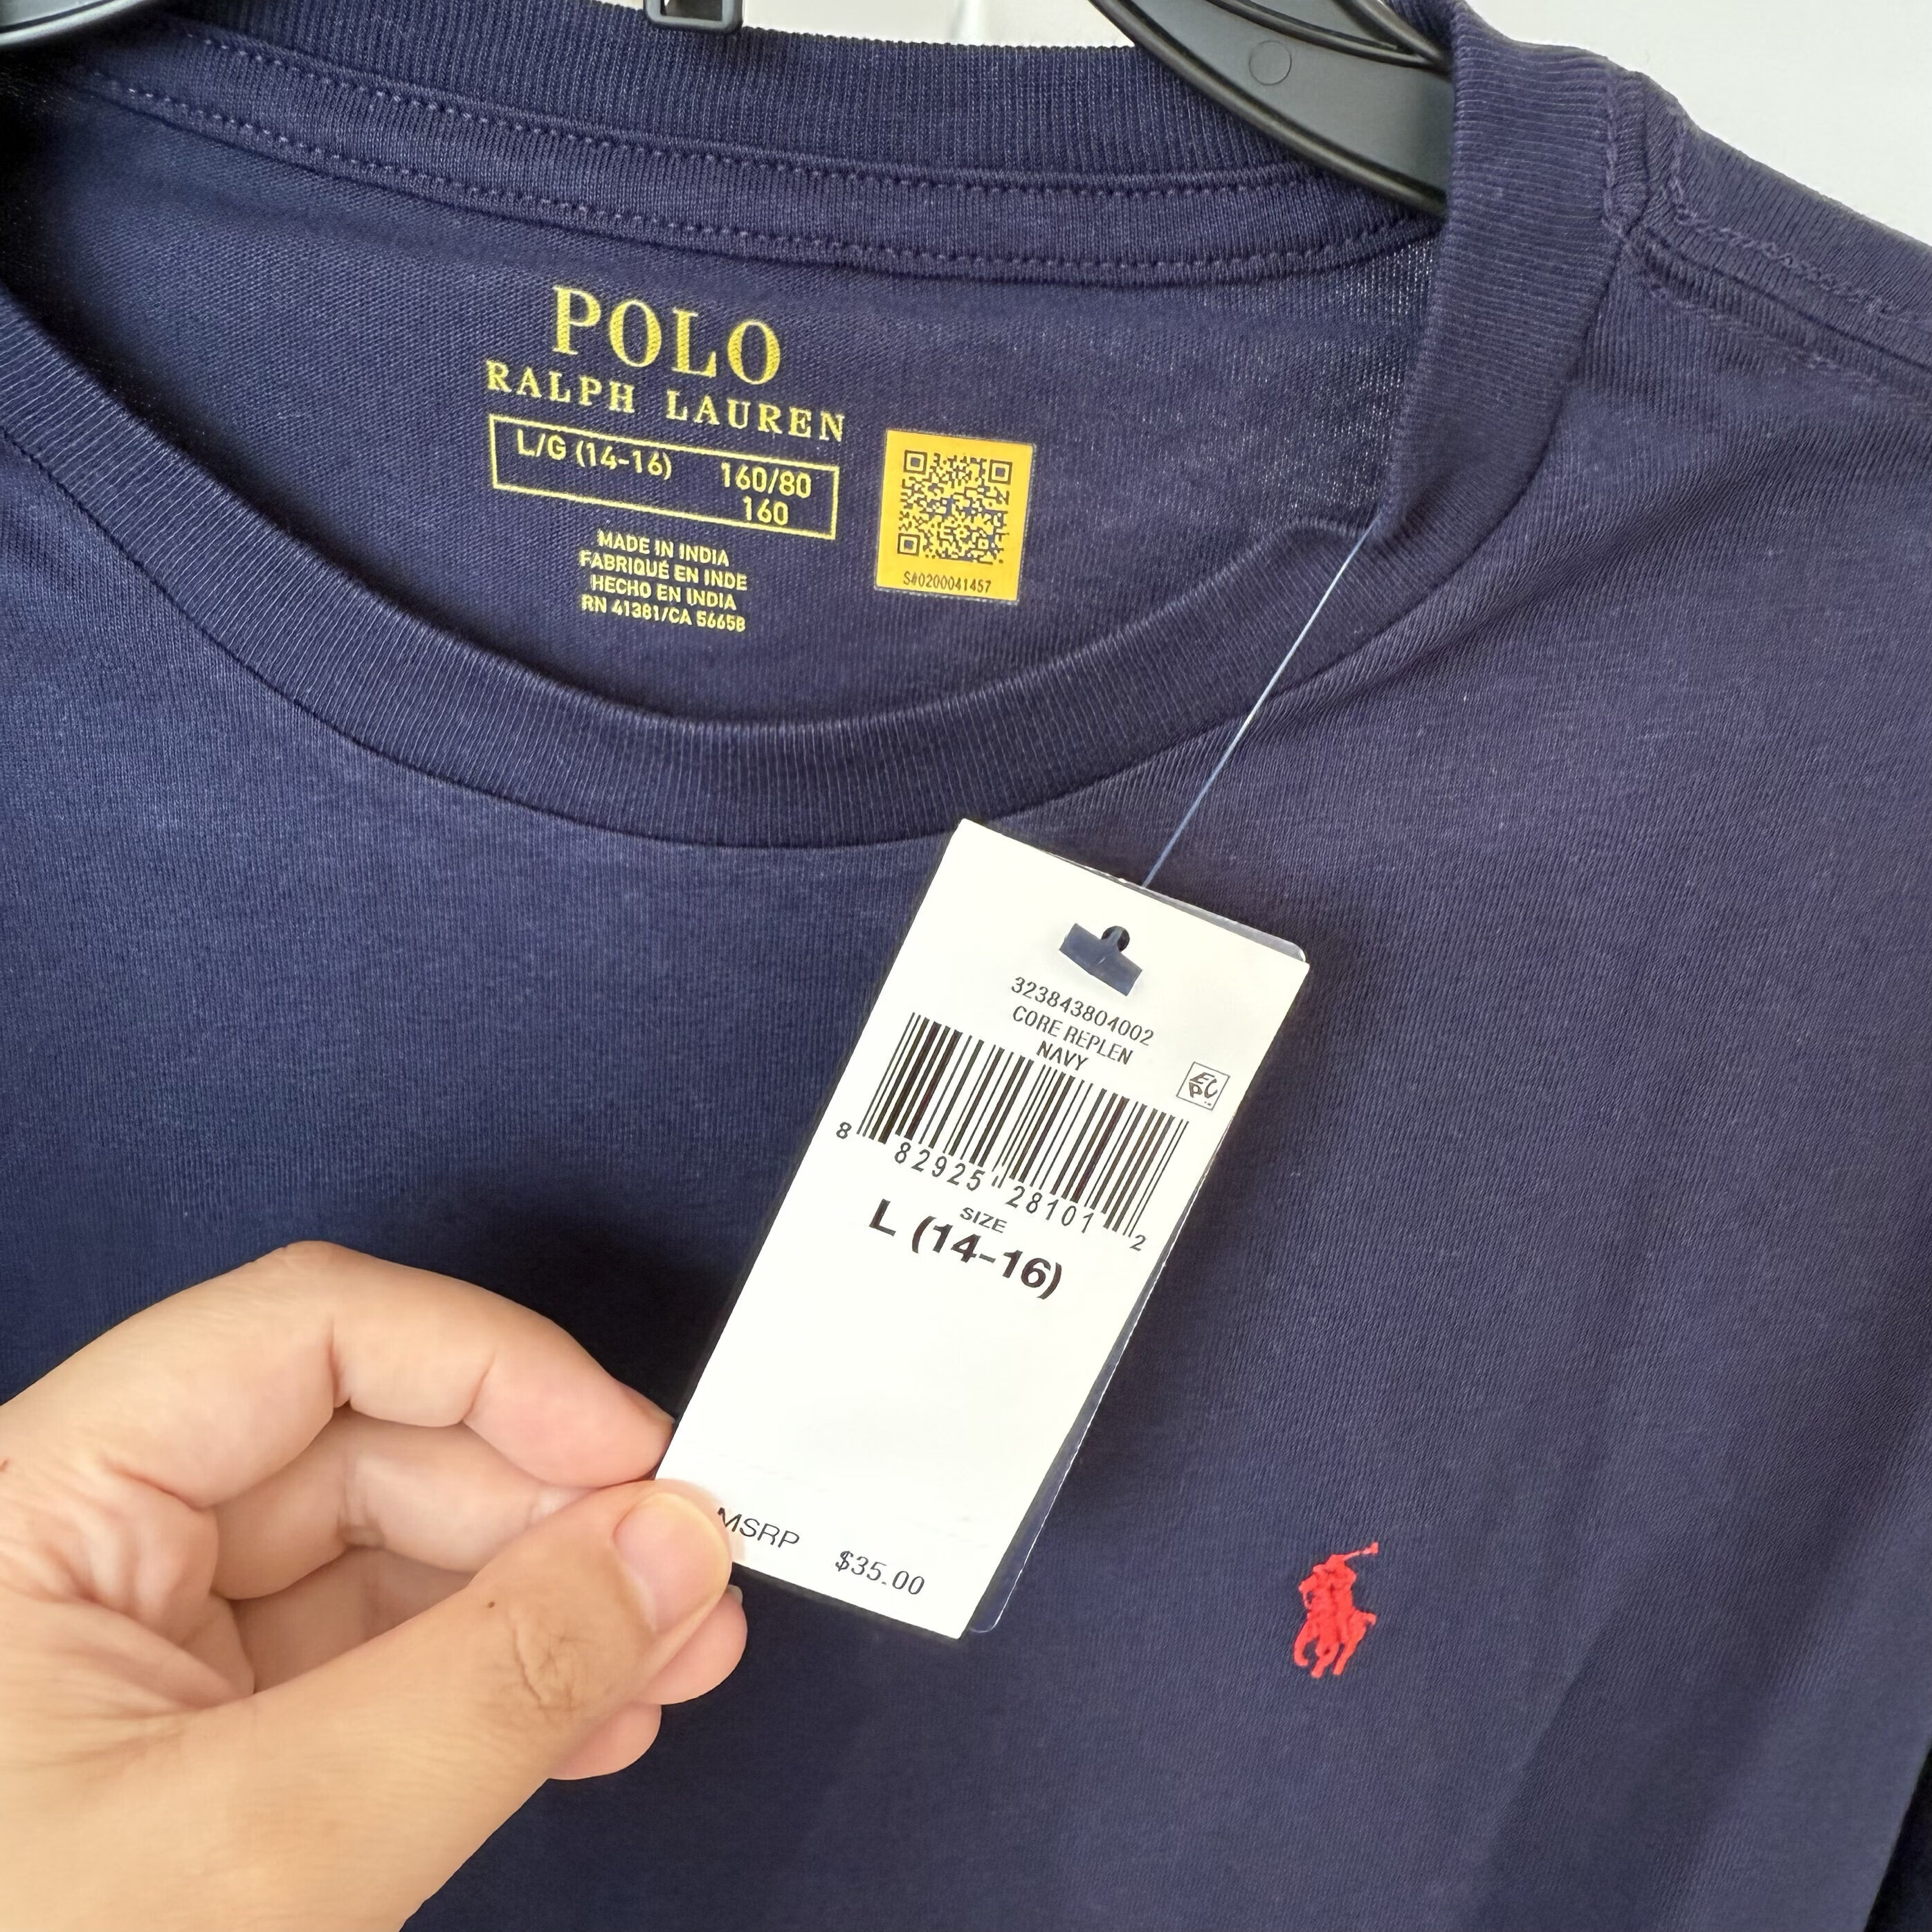 POLO
RALPH LAUREN
L/G (14-16) 160/80
160
MADE IN INDIA
FABRIQUÉ EN INDE
HECHO EN INDIA
RN 41381/CA 56658
S#0200041457
323843804002
CORE REPLEN
NAVY
8 82925 28101 2
SIZE
L (14-16)
MSRP $35.00